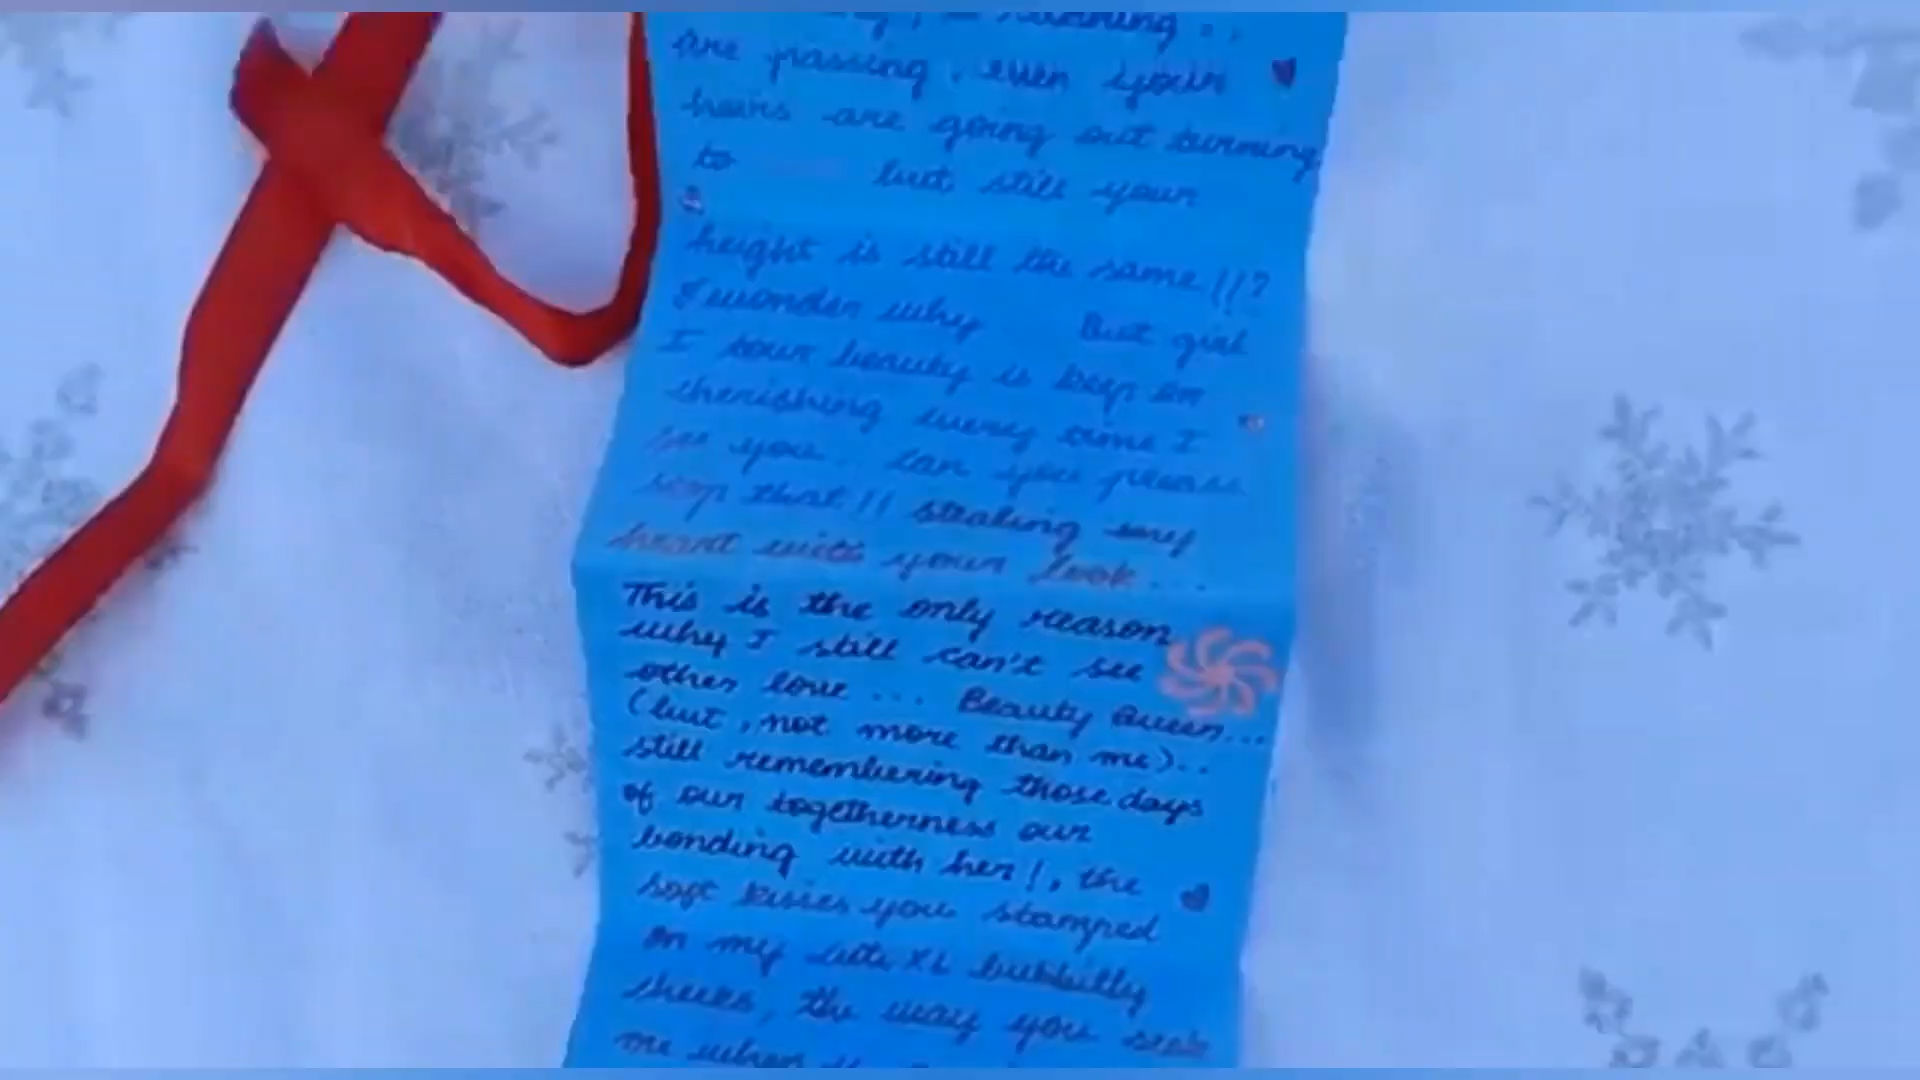 are passing, even your
hairs are going out turning
to but still your
height is still the same!!?
I wonder why But girl
I your beauty is keep on
cherishing every time I
see you.. can you please
stop that!! stealing my
heart with your look...
This is the only reason
why I still can't see
other love... Beauty Queen...
(but, not more than me)..
still remembering those days
of our togetherness our
bonding with her!, the
soft kisses you stamped
on my bubbilly
cheeks, the way you
me when